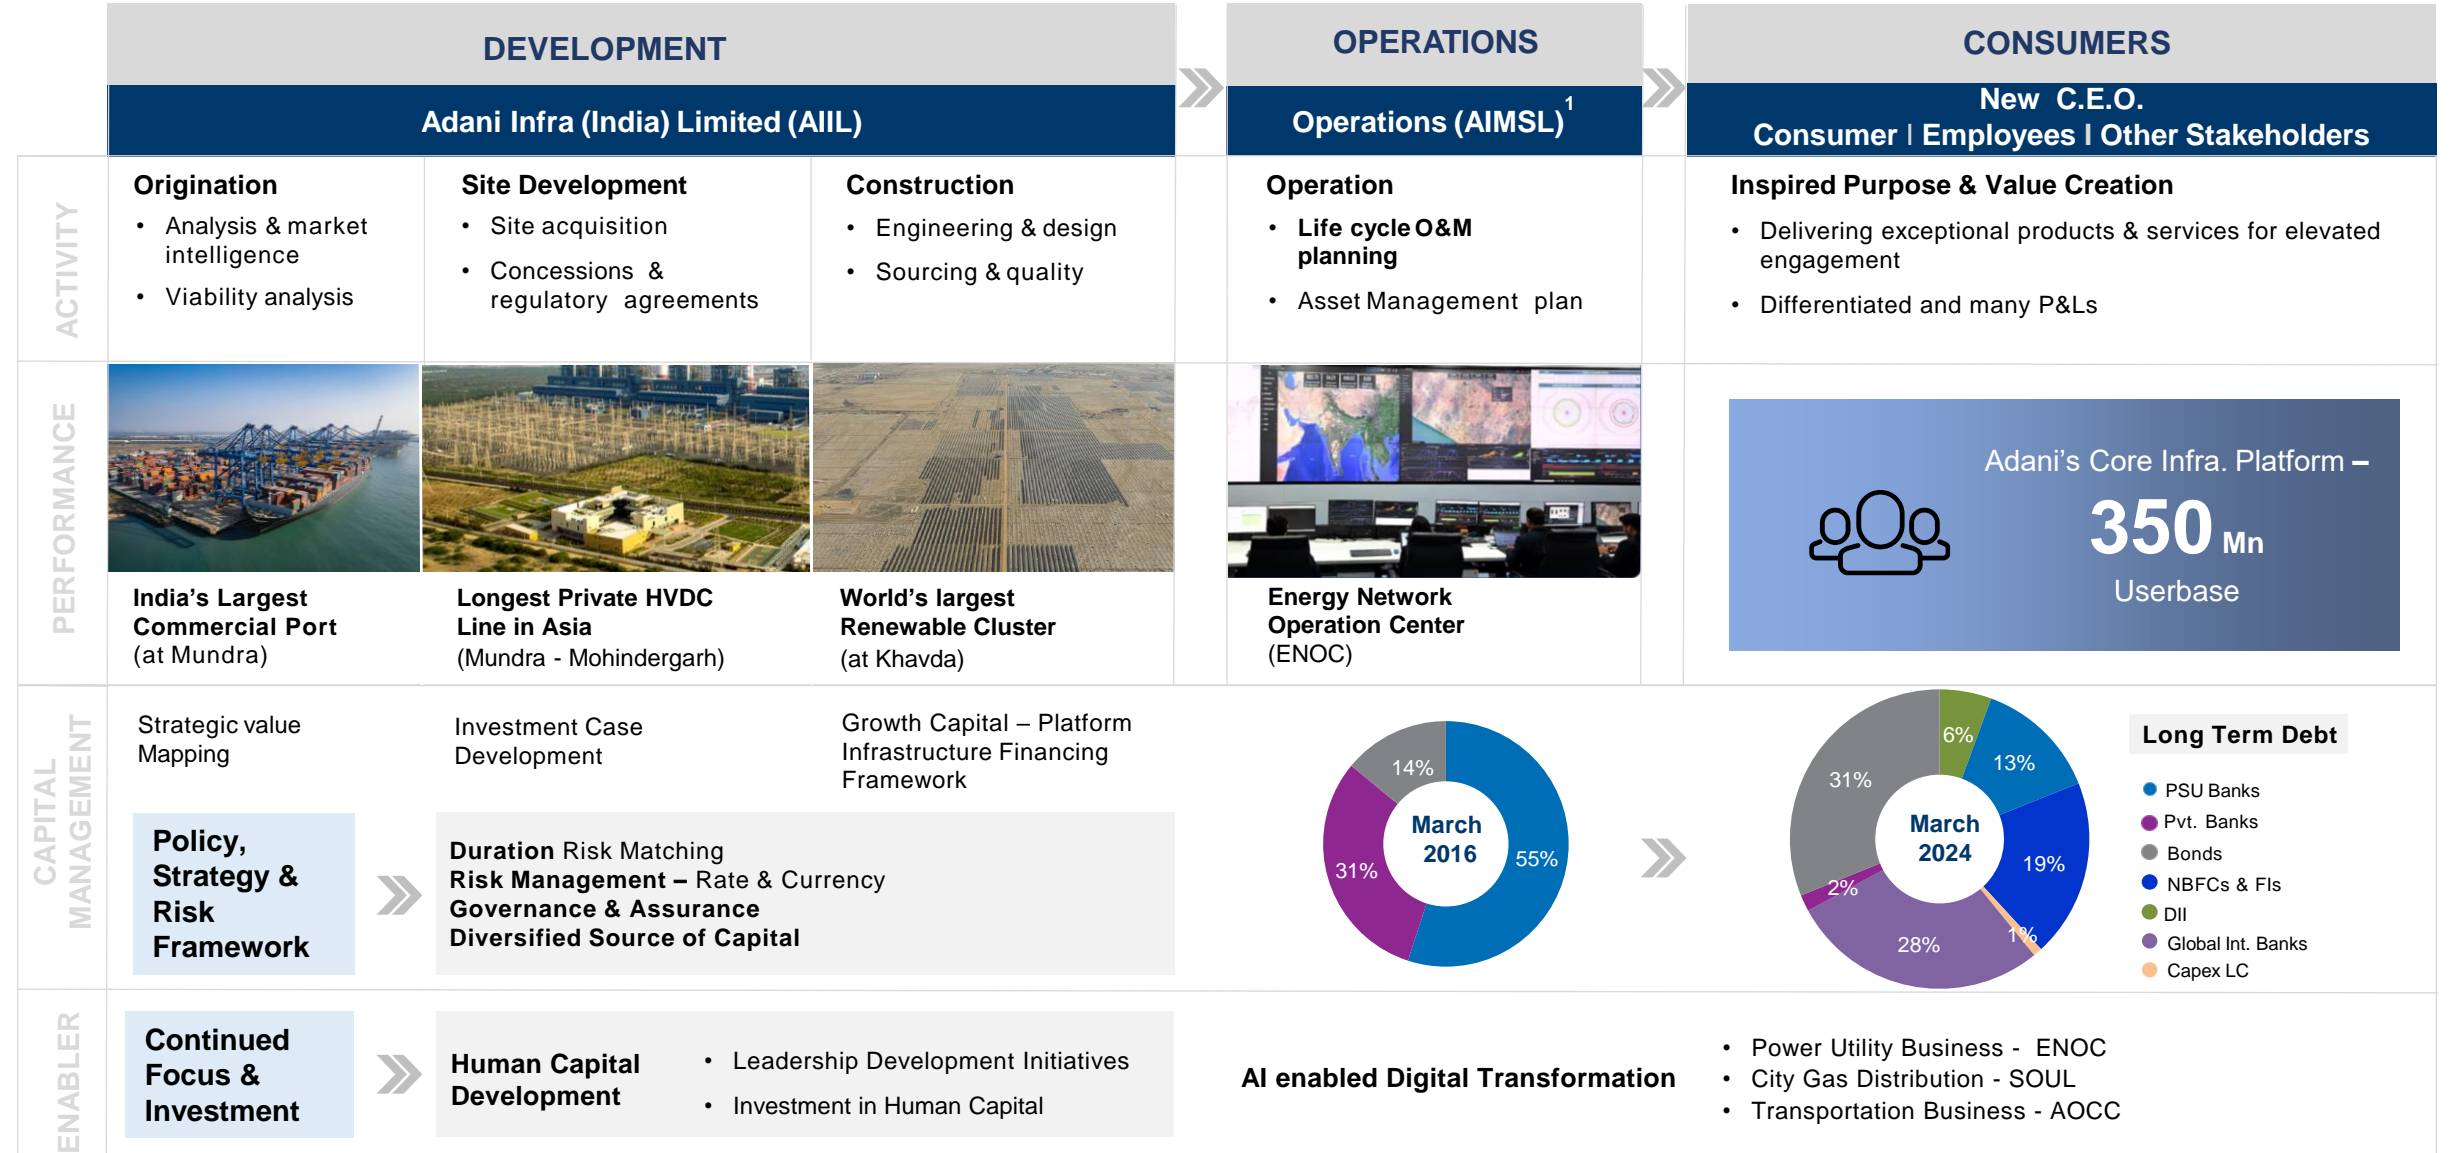 DEVELOPMENT
OPERATIONS
CONSUMERS
Adani Infra (India) Limited (AIIL)
Operations (AIMSL)1
New C.E.O.
Consumer I Employees I Other Stakeholders
ACTIVITY
Origination
• Analysis & market
intelligence
• Viability analysis
Site Development
• Site acquisition
• Concessions &
regulatory agreements
Construction
• Engineering & design
• Sourcing & quality
Operation
• Life cycle O&M
planning
• Asset Management plan
Inspired Purpose & Value Creation
• Delivering exceptional products & services for elevated
engagement
• Differentiated and many P&Ls
PERFORMANCE
India's Largest
Commercial Port
(at Mundra)
Longest Private HVDC
Line in Asia
(Mundra - Mohindergarh)
World's largest
Renewable Cluster
(at Khavda)
Energy Network
Operation Center
(ENOC)
Adani's Core Infra. Platform –
350 Mn
Userbase
CAPITAL
MANAGEMENT
Strategic value
Mapping
Investment Case
Development
Growth Capital – Platform
Infrastructure Financing
Framework
Policy,
Strategy &
Risk
Framework
Duration Risk Matching
Risk Management – Rate & Currency
Governance & Assurance
Diversified Source of Capital
14%
31%
55%
March
2016
6%
13%
31%
19%
2%
28%
1%
March
2024
Long Term Debt
PSU Banks
Pvt. Banks
Bonds
NBFCs & FIs
DII
Global Int. Banks
Capex LC
ENABLER
Continued
Focus &
Investment
Human Capital
Development
• Leadership Development Initiatives
• Investment in Human Capital
AI enabled Digital Transformation
• Power Utility Business - ENOC
• City Gas Distribution - SOUL
• Transportation Business - AOCC